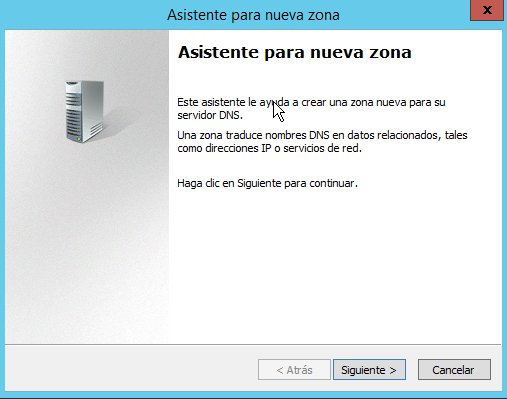 Asistente para nueva zona
x
Asistente para nueva zona
Este asistente le ayuda a crear una zona nueva para su
servidor DNS.
Una zona traduce nombres DNS en datos relacionados, tales
como direcciones IP o servicios de red.
Haga clic en Siguiente para continuar.
< Atrás Siguiente > Cancelar